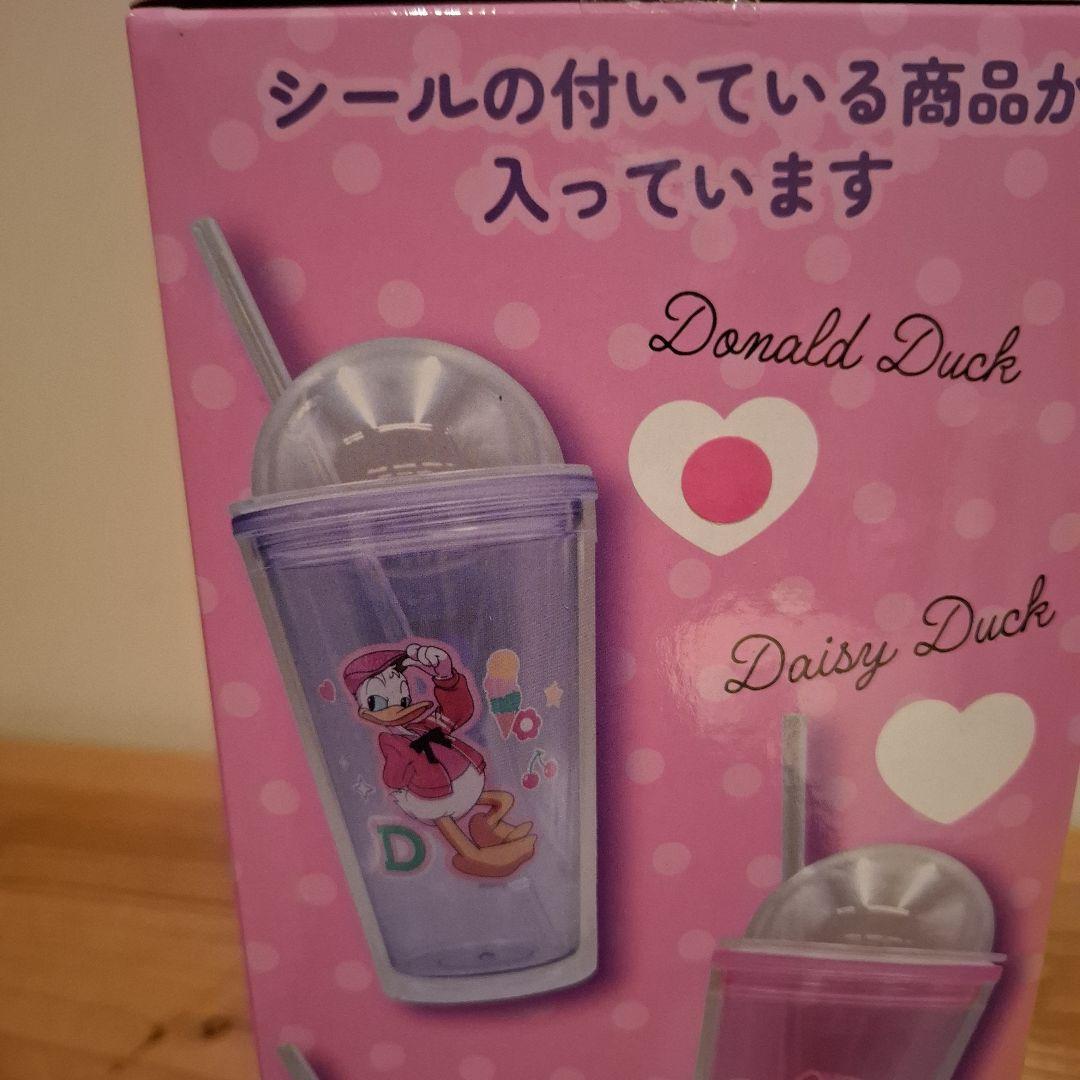 シールの付いている商品が
入っています
Donald Duck
Daisy Duck
D